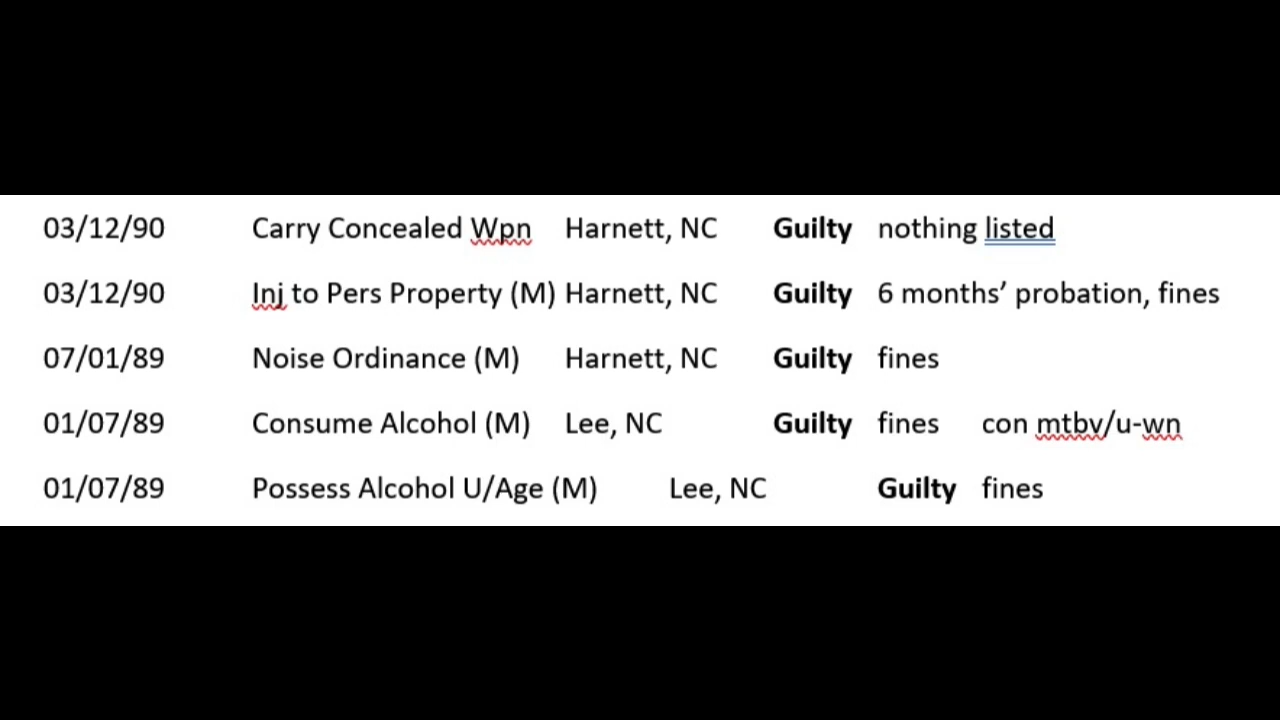 03/12/90 Carry Concealed Wpn Harnett, NC Guilty nothing listed
03/12/90 Inj to Pers Property (M) Harnett, NC Guilty 6 months’ probation, fines
07/01/89 Noise Ordinance (M) Harnett, NC Guilty fines
01/07/89 Consume Alcohol (M) Lee, NC Guilty fines con mtbv/u-wn
01/07/89 Possess Alcohol U/Age (M) Lee, NC Guilty fines